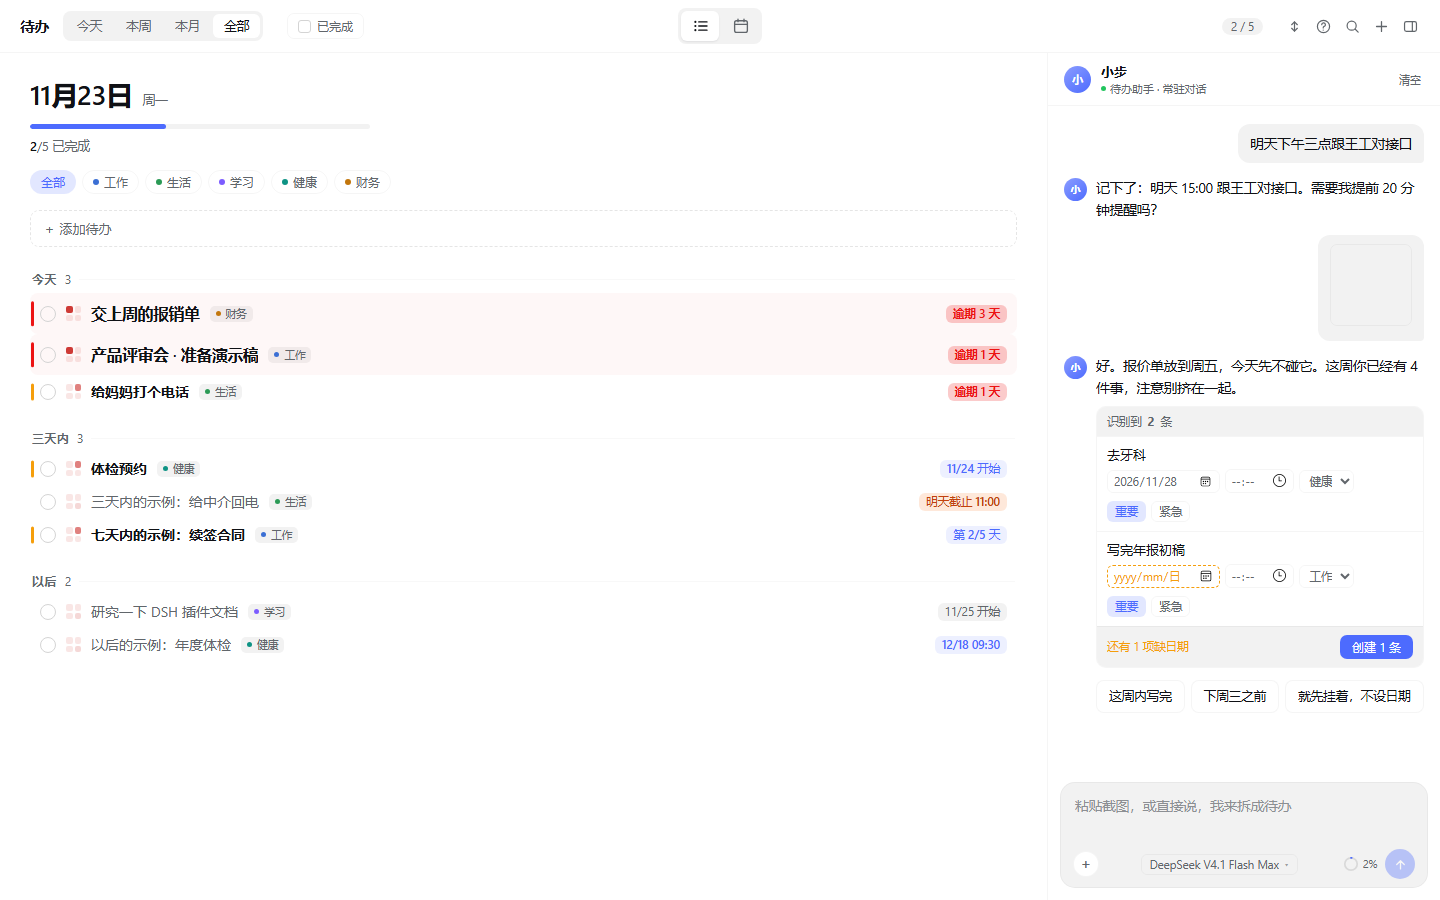 待办 今天 本周 本月 全部 已完成 2 / 5
11月23日 周一
2/5 已完成
全部 工作 生活 学习 健康 财务
+ 添加待办
今天 3
交上周的报销单 财务 逾期 3 天
产品评审会 · 准备演示稿 工作 逾期 1 天
给妈妈打个电话 生活 逾期 1 天
三天内 3
体检预约 健康 11/24 开始
三天内的示例：给中介回电 生活 明天截止 11:00
七天内的示例：续签合同 工作 第 2/5 天
以后 2
研究一下 DSH 插件文档 学习 11/25 开始
以后的示例：年度体检 健康 12/18 09:30
小 小步 清空
待办助手 · 常驻对话
明天下午三点跟王工对接口
小 记下了：明天 15:00 跟王工对接口。需要我提前 20 分
钟提醒吗？
小 好。报价单放到周五，今天先不碰它。这周你已经有 4
件事，注意别挤在一起。
识别到 2 条
去牙科
2026/11/28 --:-- 健康
重要 紧急
写完年报初稿
yyyy/mm/日 --:-- 工作
重要 紧急
还有 1 项缺日期 创建 1 条
这周内写完 下周三之前 就先挂着，不设日期
粘贴截图，或直接说，我来拆成待办
+ DeepSeek V4.1 Flash Max 2%